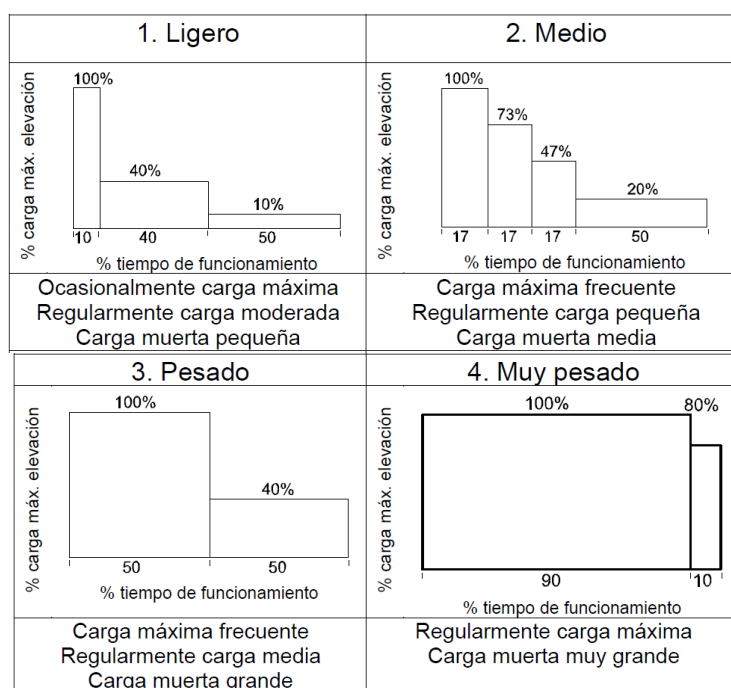 1. Ligero
% carga máx. elevación
100%
40%
10%
10 40 50
% tiempo de funcionamiento
Ocasionalmente carga máxima
Regularmente carga moderada
Carga muerta pequeña
2. Medio
% carga máx. elevación
100%
73%
47%
20%
17 17 17 50
% tiempo de funcionamiento
Carga máxima frecuente
Regularmente carga pequeña
Carga muerta media
3. Pesado
% carga máx. elevación
100%
40%
50 50
% tiempo de funcionamiento
Carga máxima frecuente
Regularmente carga media
Carga muerta grande
4. Muy pesado
% carga máx. elevación
100% 80%
90 10
% tiempo de funcionamiento
Regularmente carga máxima
Carga muerta muy grande